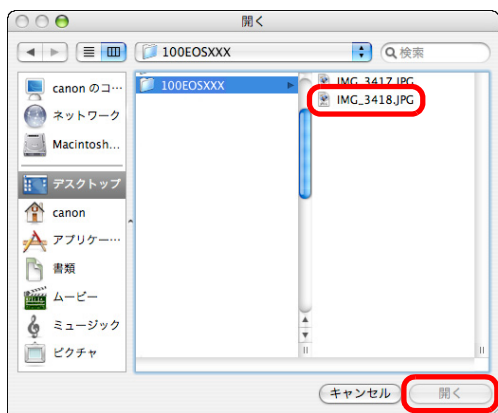 開く
100EOSXXX
検索
canon のコ…
ネットワーク
Macintosh...
デスクトップ
canon
アプリケー…
書類
ムービー
ミュージック
ピクチャ
100EOSXXX
IMG_3417.JPG
IMG_3418.JPG
キャンセル
開く